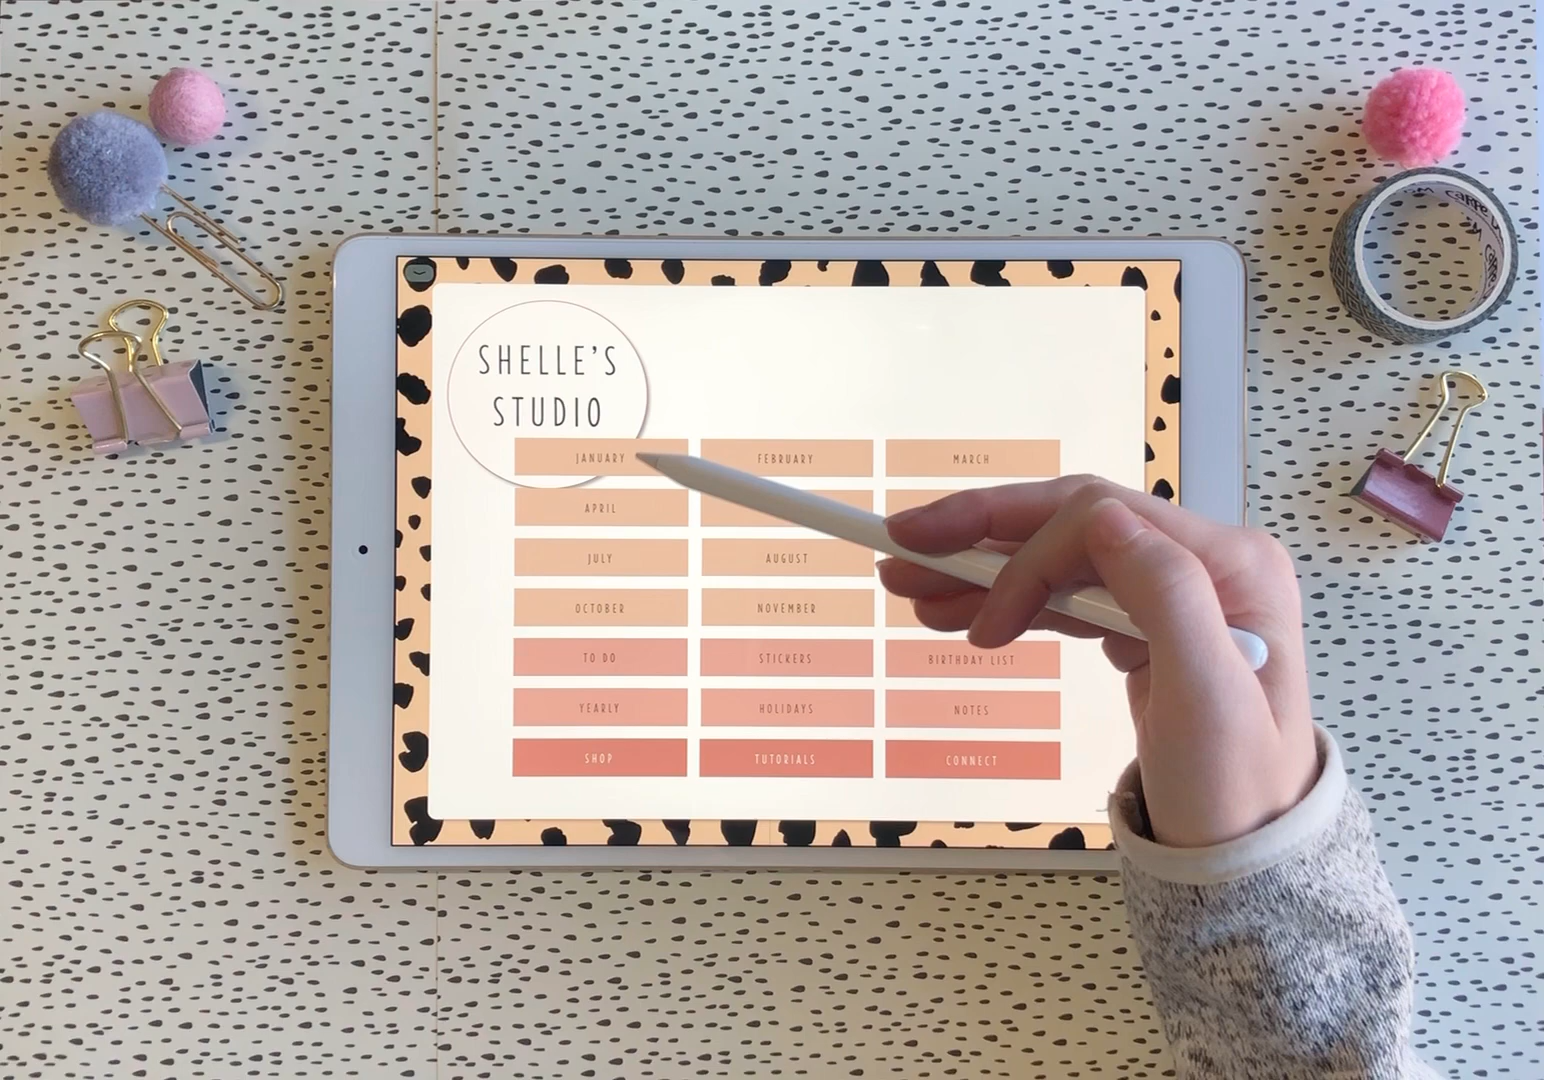 SHELLE'S
STUDIO
JANUARY
FEBRUARY
MARCH
APRIL
JULY
AUGUST
OCTOBER
NOVEMBER
TO DO
STICKERS
BIRTHDAY LIST
YEARLY
HOLIDAYS
NOTES
SHOP
TUTORIALS
CONNECT